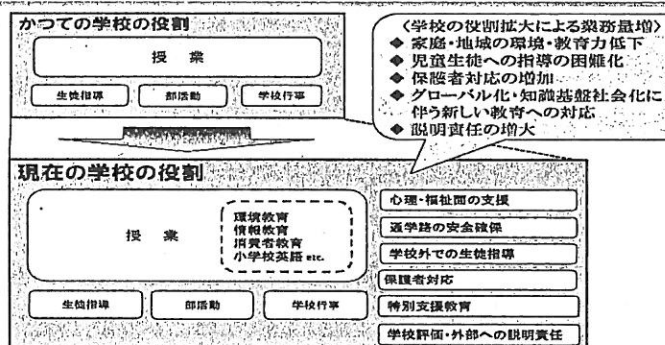 かつての学校の役割
授 業
生徒指導
部活動
学校行事
〈学校の役割拡大による業務量増〉
◆ 家庭・地域の環境・教育力低下
◆ 児童生徒への指導の困難化
◆ 保護者対応の増加
◆ グローバル化・知識基盤社会化に
伴う新しい教育への対応
◆ 説明責任の増大
現在の学校の役割
授 業
環境教育
情報教育
消費者教育
小学校英語 etc.
生徒指導
部活動
学校行事
心理・福祉面の支援
通学路の安全確保
学校外での生徒指導
保護者対応
特別支援教育
学校評価・外部への説明責任